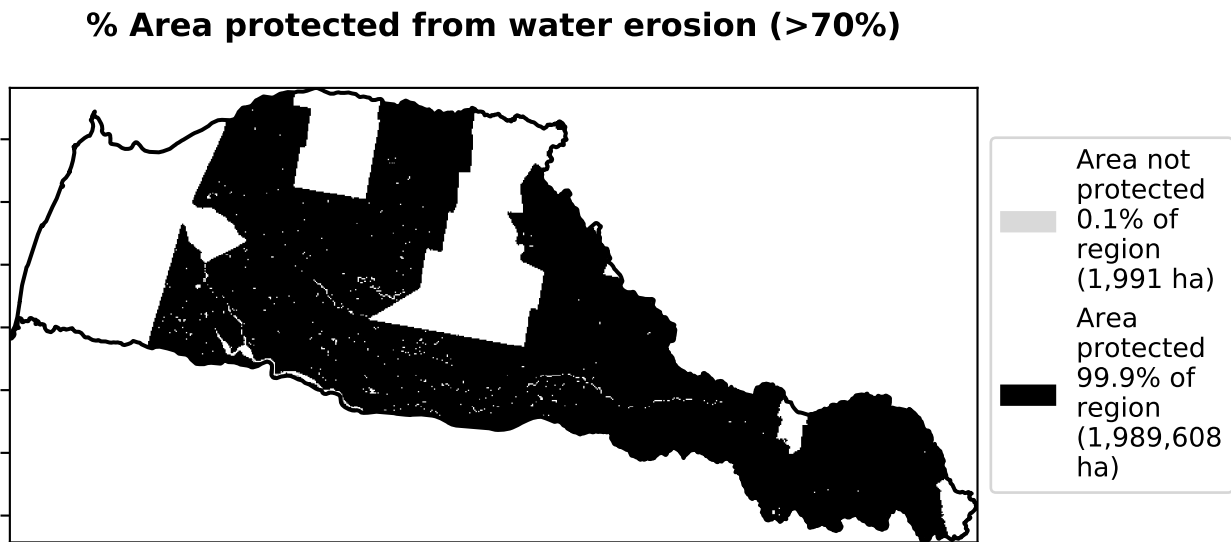 % Area protected from water erosion (>70%)
Area not
protected
0.1% of
region
(1,991 ha)
Area
protected
99.9% of
region
(1,989,608
ha)